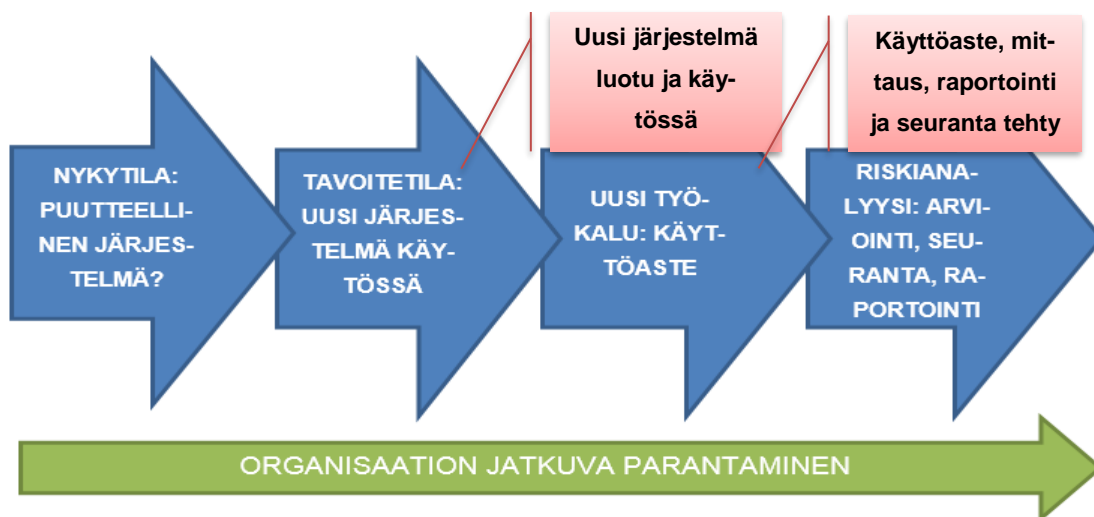 Uusi järjestelmä
luotu ja käy-
tössä
Käyttöaste, mit-
taus, raportointi
ja seuranta tehty
NYKYTILA:
PUUTTEELLI-
NEN JÄRJES-
TELMÄ?
TAVOITETILA:
UUSI JÄRJES-
TELMÄ KÄY-
TÖSSÄ
UUSI TYÖ-
KALU: KÄYT-
TÖASTE
RISKIANA-
LYYSI: ARVI-
OINTI, SEU-
RANTA, RA-
PORTOINTI
ORGANISAATION JATKUVA PARANTAMINEN